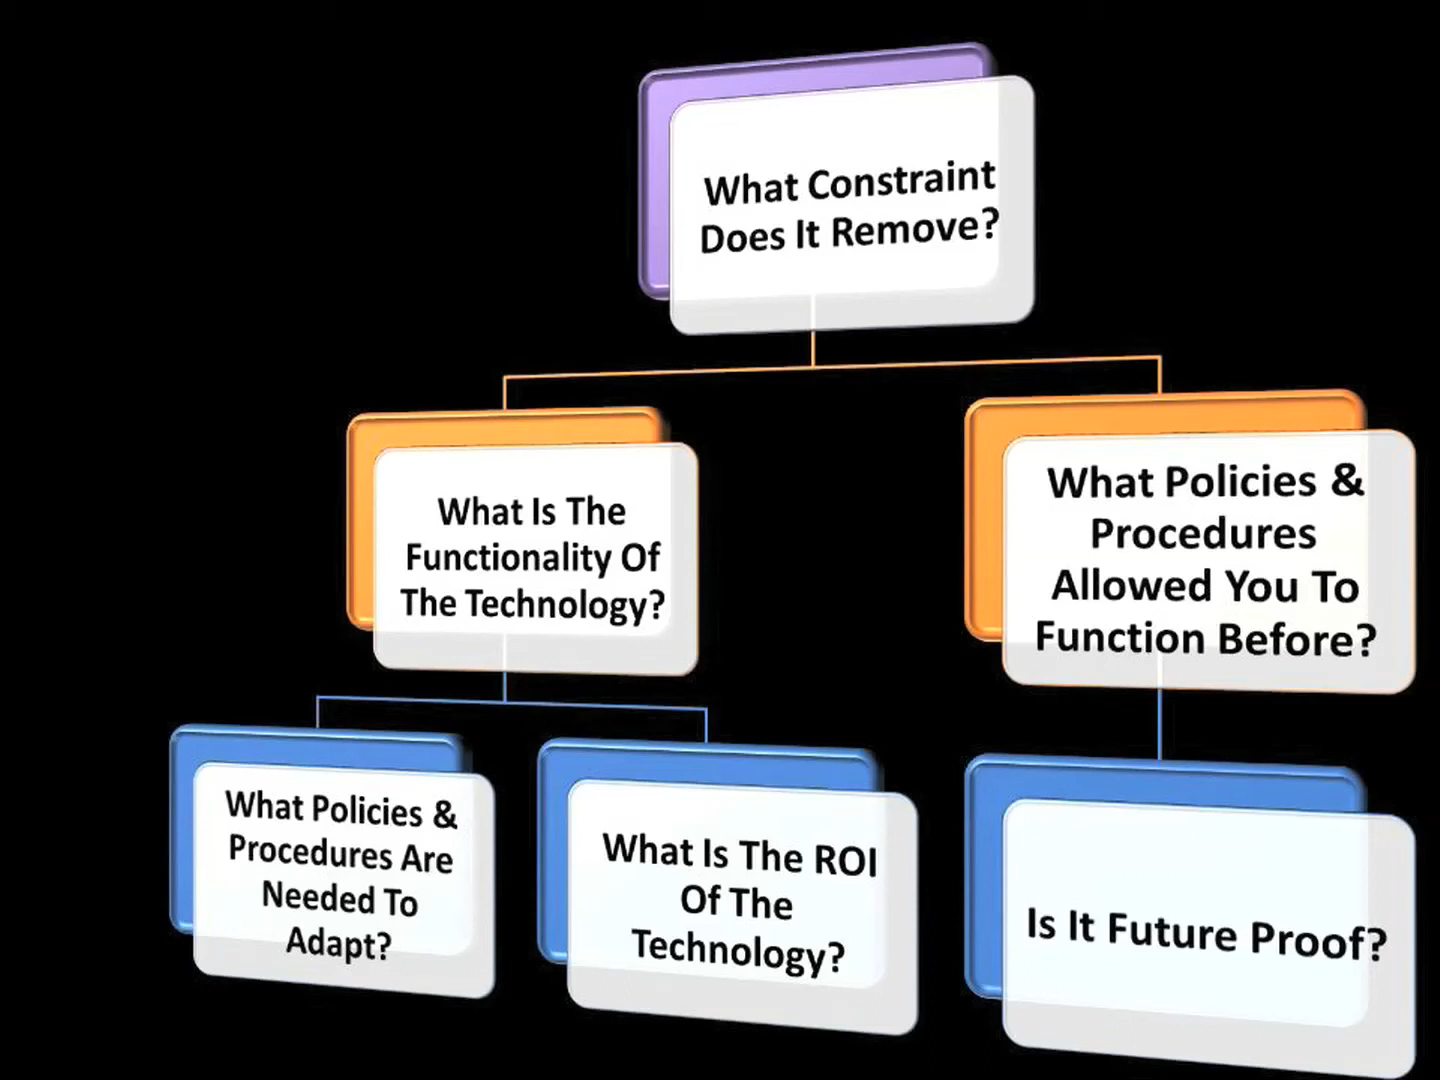 What Constraint
Does It Remove?
What Is The
Functionality Of
The Technology?
What Policies &
Procedures
Allowed You To
Function Before?
What Policies &
Procedures Are
Needed To
Adapt?
What Is The ROI
Of The
Technology?
Is It Future Proof?